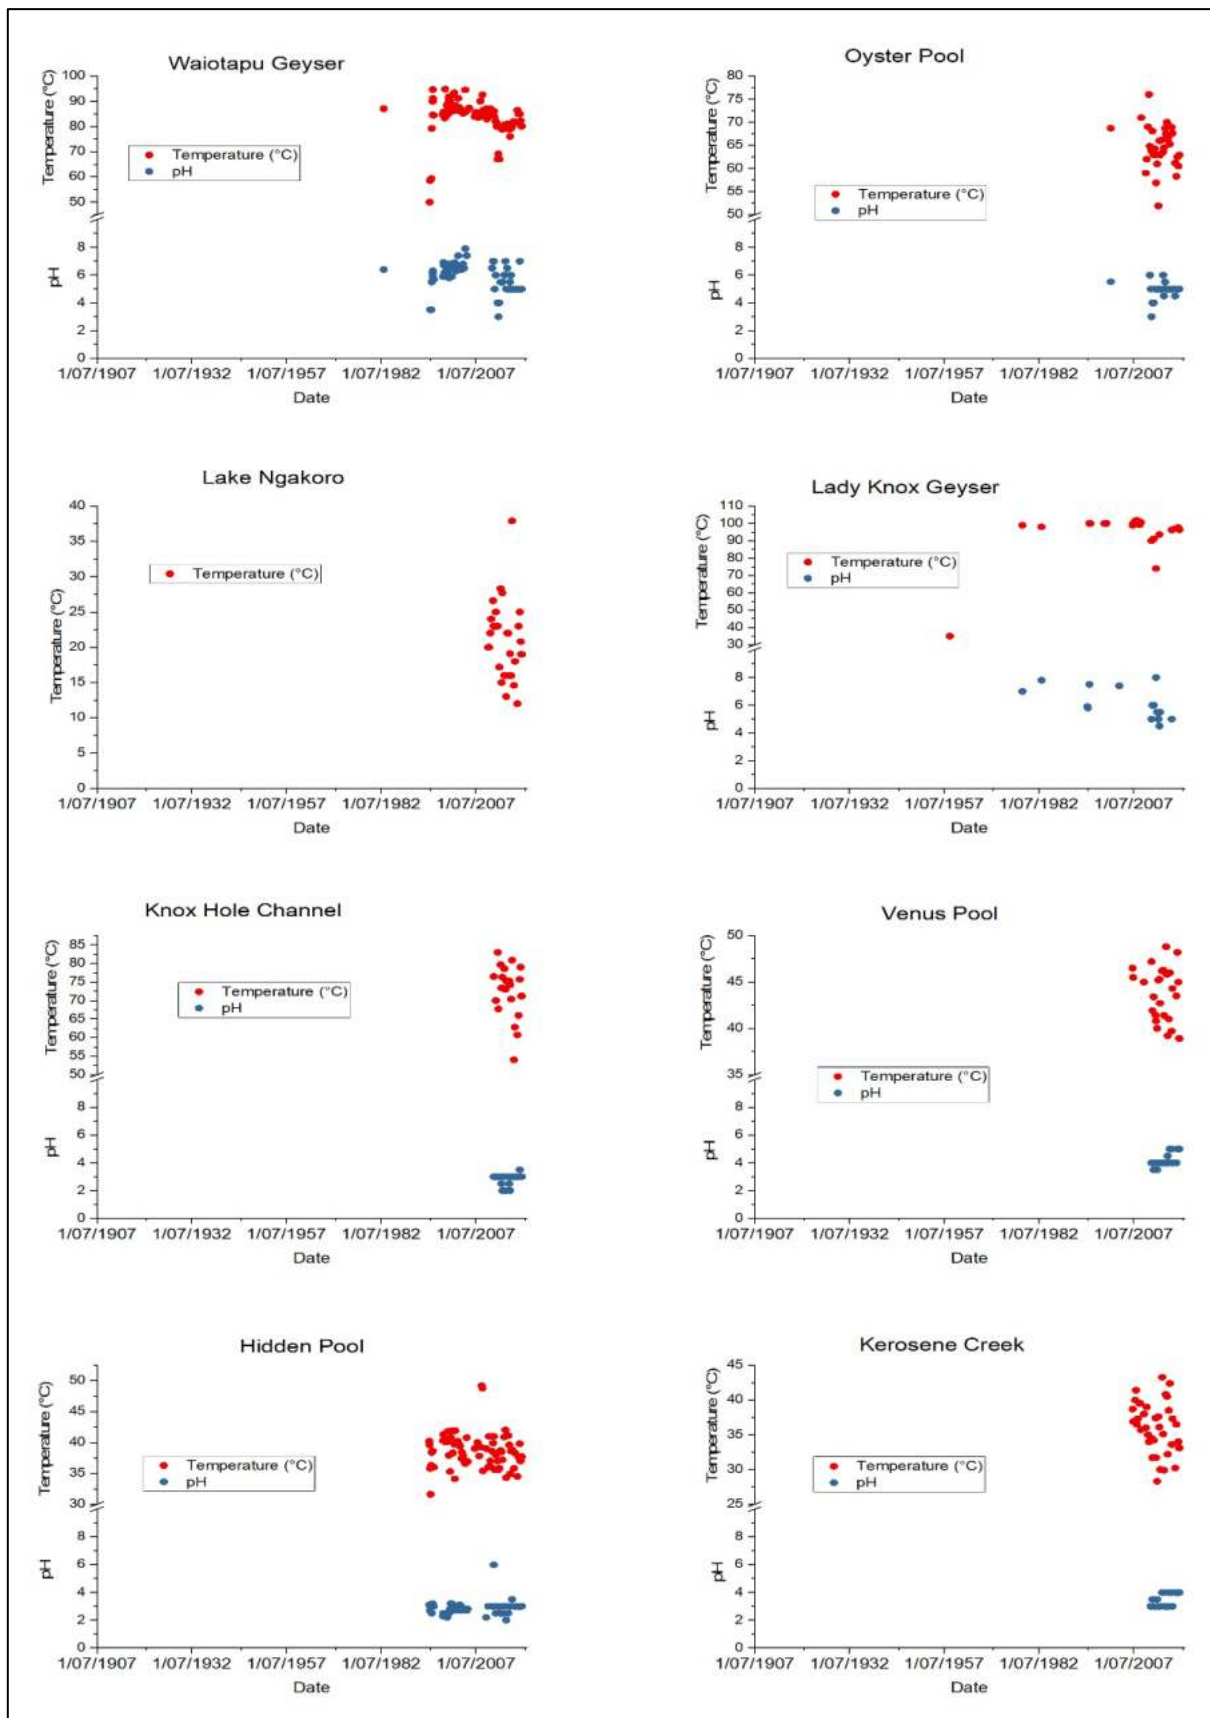 Waiotapu Geyser
Temperature (°C)
100
90
80
70
60
50
Temperature (°C)
pH
pH
8
6
4
2
0
1/07/1907 1/07/1932 1/07/1957 1/07/1982 1/07/2007
Date
Oyster Pool
Temperature (°C)
80
75
70
65
60
55
50
Temperature (°C)
pH
pH
8
6
4
2
0
1/07/1907 1/07/1932 1/07/1957 1/07/1982 1/07/2007
Date
Lake Ngakoro
Temperature (°C)
40
35
30
25
20
15
10
5
0
Temperature (°C)
1/07/1907 1/07/1932 1/07/1957 1/07/1982 1/07/2007
Date
Lady Knox Geyser
Temperature (°C)
110
100
90
80
70
60
50
40
30
Temperature (°C)
pH
pH
8
6
4
2
0
1/07/1907 1/07/1932 1/07/1957 1/07/1982 1/07/2007
Date
Knox Hole Channel
Temperature (°C)
85
80
75
70
65
60
55
50
Temperature (°C)
pH
pH
8
6
4
2
0
1/07/1907 1/07/1932 1/07/1957 1/07/1982 1/07/2007
Date
Venus Pool
Temperature (°C)
50
45
40
35
Temperature (°C)
pH
pH
8
6
4
2
0
1/07/1907 1/07/1932 1/07/1957 1/07/1982 1/07/2007
Date
Hidden Pool
Temperature (°C)
50
45
40
35
30
Temperature (°C)
pH
pH
8
6
4
2
0
1/07/1907 1/07/1932 1/07/1957 1/07/1982 1/07/2007
Date
Kerosene Creek
Temperature (°C)
45
40
35
30
25
Temperature (°C)
pH
pH
8
6
4
2
0
1/07/1907 1/07/1932 1/07/1957 1/07/1982 1/07/2007
Date